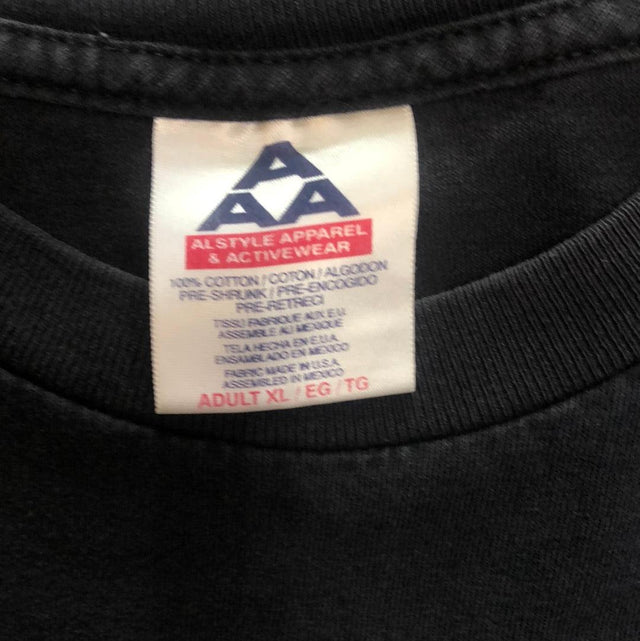 A
A A
ALSTYLE APPAREL
& ACTIVEWEAR
100% COTTON / COTON / ALGODON
PRE-SHRUNK / PRE-ENCOGIDO
PRE-RETRECI
TISSU FABRIQUE AUX E.U.
ASSEMBLE AU MEXIQUE
TELA HECHA EN E.U.A.
ENSAMBLADO EN MEXICO
FABRIC MADE IN U.S.A.
ASSEMBLED IN MEXICO
ADULT XL / EG / TG